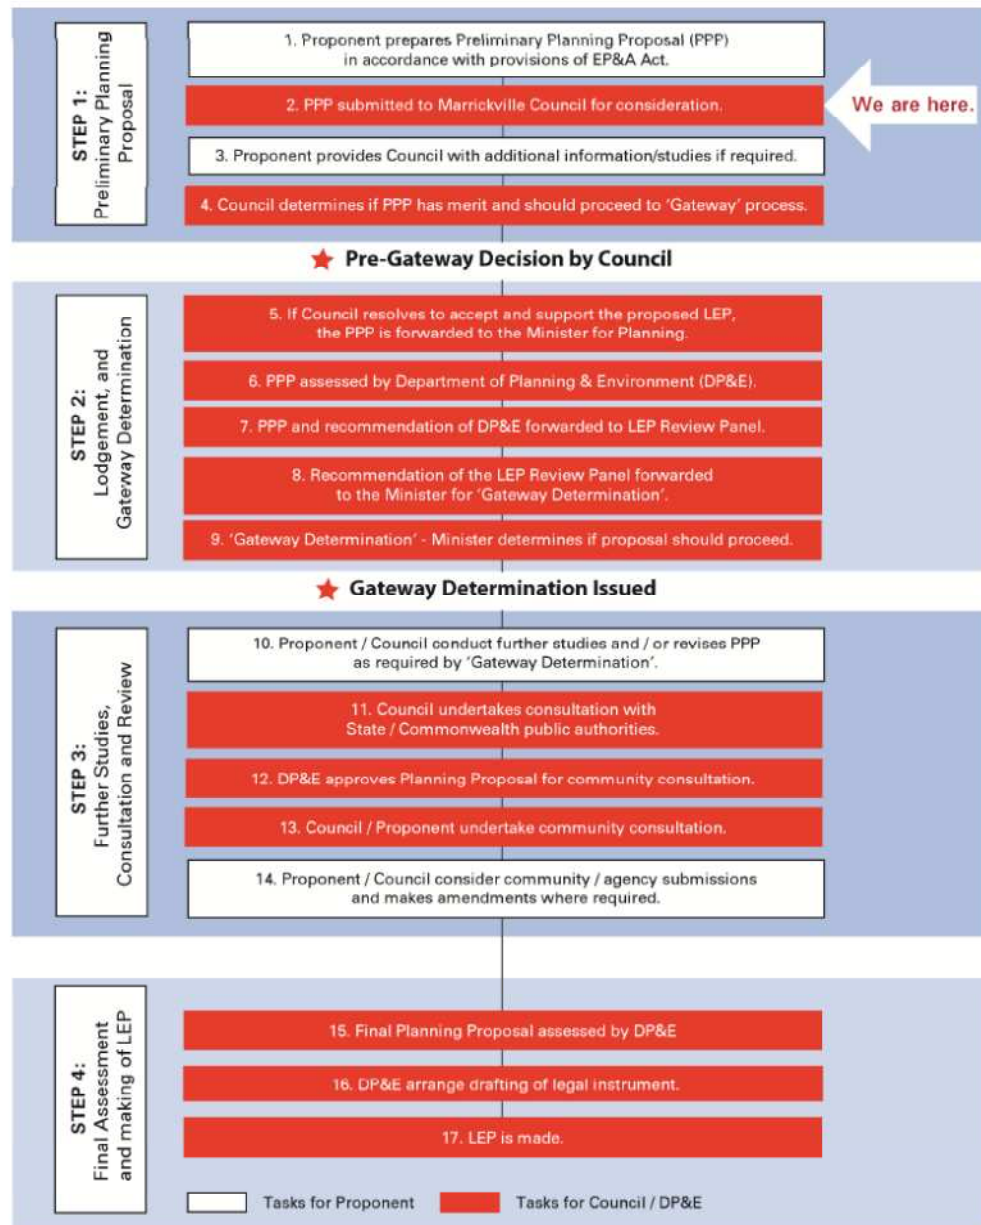 STEP 1:
Preliminary Planning
Proposal
1. Proponent prepares Preliminary Planning Proposal (PPP)
in accordance with provisions of EP&A Act.
2. PPP submitted to Marrickville Council for consideration.
We are here.
3. Proponent provides Council with additional information/studies if required.
4. Council determines if PPP has merit and should proceed to 'Gateway' process.
Pre-Gateway Decision by Council
STEP 2:
Lodgement, and
Gateway Determination
5. If Council resolves to accept and support the proposed LEP,
the PPP is forwarded to the Minister for Planning.
6. PPP assessed by Department of Planning & Environment (DP&E).
7. PPP and recommendation of DP&E forwarded to LEP Review Panel.
8. Recommendation of the LEP Review Panel forwarded
to the Minister for 'Gateway Determination'.
9. 'Gateway Determination' - Minister determines if proposal should proceed.
Gateway Determination Issued
STEP 3:
Further Studies,
Consultation and Review
10. Proponent / Council conduct further studies and / or revises PPP
as required by 'Gateway Determination'.
11. Council undertakes consultation with
State / Commonwealth public authorities.
12. DP&E approves Planning Proposal for community consultation.
13. Council / Proponent undertake community consultation.
14. Proponent / Council consider community / agency submissions
and makes amendments where required.
STEP 4:
Final Assessment
and making of LEP
15. Final Planning Proposal assessed by DP&E
16. DP&E arrange drafting of legal instrument.
17. LEP is made.
Tasks for Proponent
Tasks for Council / DP&E